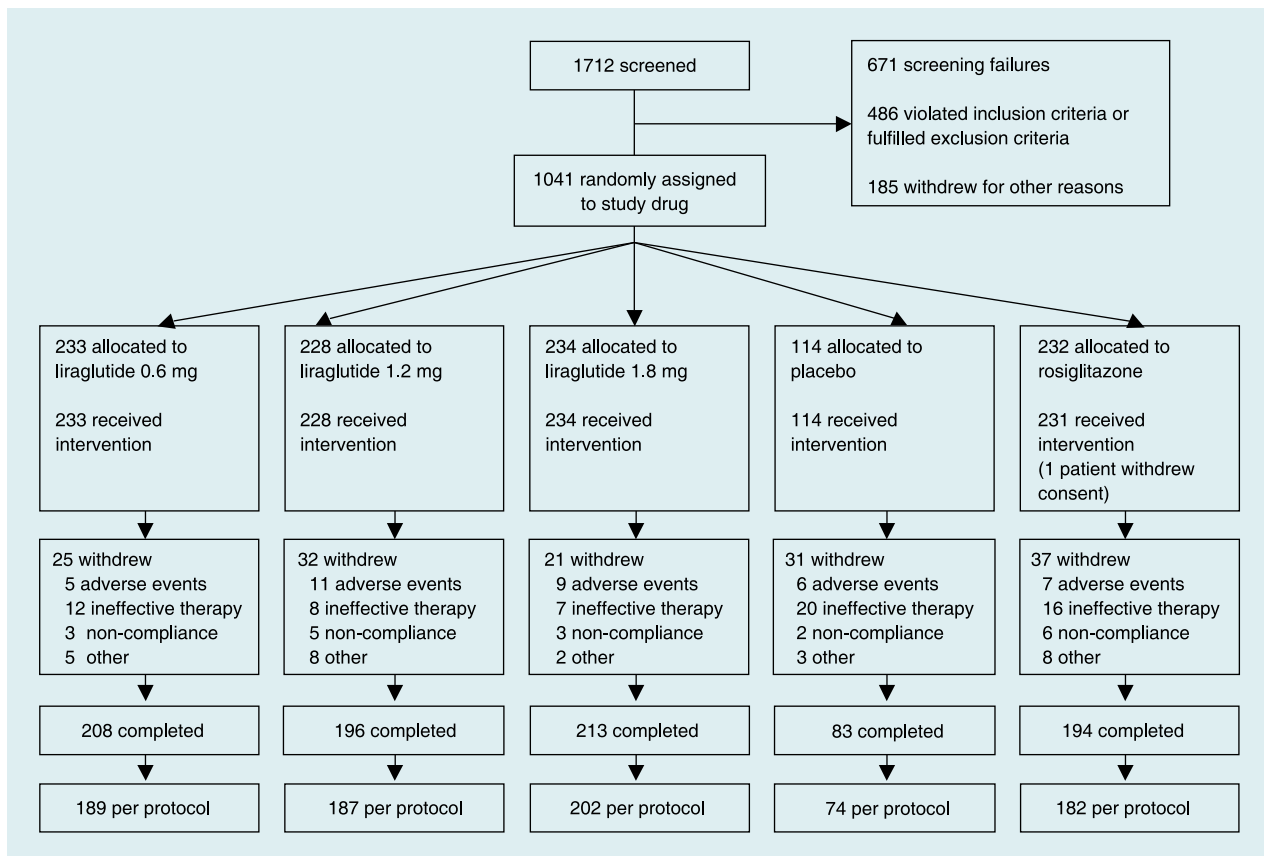 1712 screened
671 screening failures
486 violated inclusion criteria or
fulfilled exclusion criteria
185 withdrew for other reasons
1041 randomly assigned
to study drug
233 allocated to
liraglutide 0.6 mg
233 received
intervention
228 allocated to
liraglutide 1.2 mg
228 received
intervention
234 allocated to
liraglutide 1.8 mg
234 received
intervention
114 allocated to
placebo
114 received
intervention
232 allocated to
rosiglitazone
231 received
intervention
(1 patient withdrew
consent)
25 withdrew
5 adverse events
12 ineffective therapy
3 non-compliance
5 other
32 withdrew
11 adverse events
8 ineffective therapy
5 non-compliance
8 other
21 withdrew
9 adverse events
7 ineffective therapy
3 non-compliance
2 other
31 withdrew
6 adverse events
20 ineffective therapy
2 non-compliance
3 other
37 withdrew
7 adverse events
16 ineffective therapy
6 non-compliance
8 other
208 completed
196 completed
213 completed
83 completed
194 completed
189 per protocol
187 per protocol
202 per protocol
74 per protocol
182 per protocol